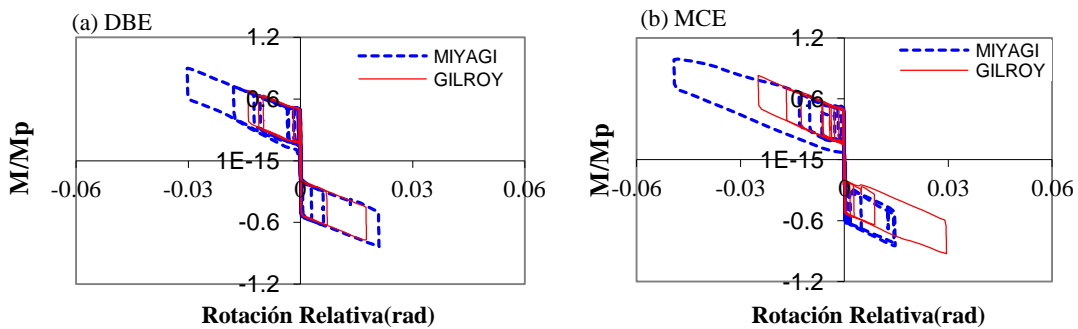 (a) DBE
1.2
MIYAGI
GILROY
0.6
1E-15
-0.06
-0.03
0
0.03
0.06
-0.6
-1.2
M/Mp
Rotación Relativa(rad)
(b) MCE
1.2
MIYAGI
GILROY
0.6
1E-15
-0.06
-0.03
0
0.03
0.06
-0.6
-1.2
M/Mp
Rotación Relativa(rad)